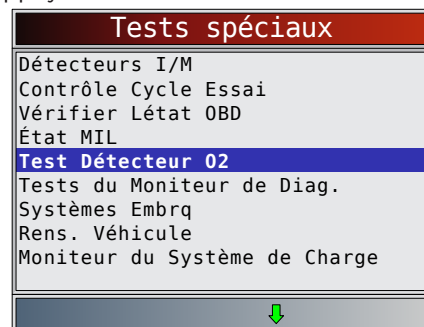 Tests spéciaux
Détecteurs I/M
Contrôle Cycle Essai
Vérifier Létat OBD
État MIL
Test Détecteur O2
Tests du Moniteur de Diag.
Systèmes Embrq
Rens. Véhicule
Moniteur du Système de Charge